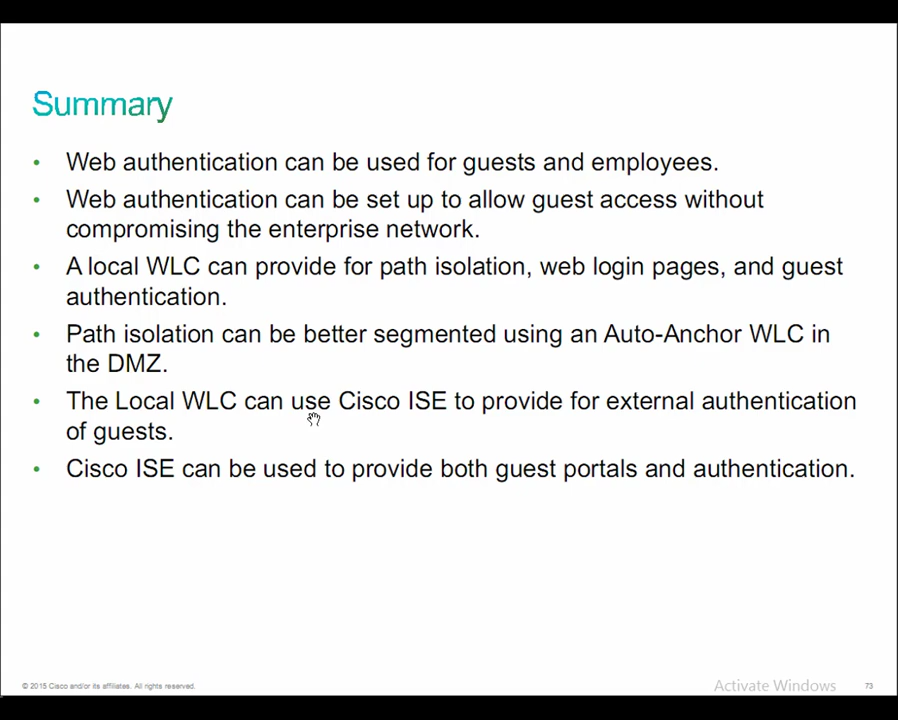 Summary
• Web authentication can be used for guests and employees.
• Web authentication can be set up to allow guest access without
compromising the enterprise network.
• A local WLC can provide for path isolation, web login pages, and guest
authentication.
• Path isolation can be better segmented using an Auto-Anchor WLC in
the DMZ.
• The Local WLC can use Cisco ISE to provide for external authentication
of guests.
• Cisco ISE can be used to provide both guest portals and authentication.
© 2015 Cisco and/or its affiliates. All rights reserved.
Activate Windows
73